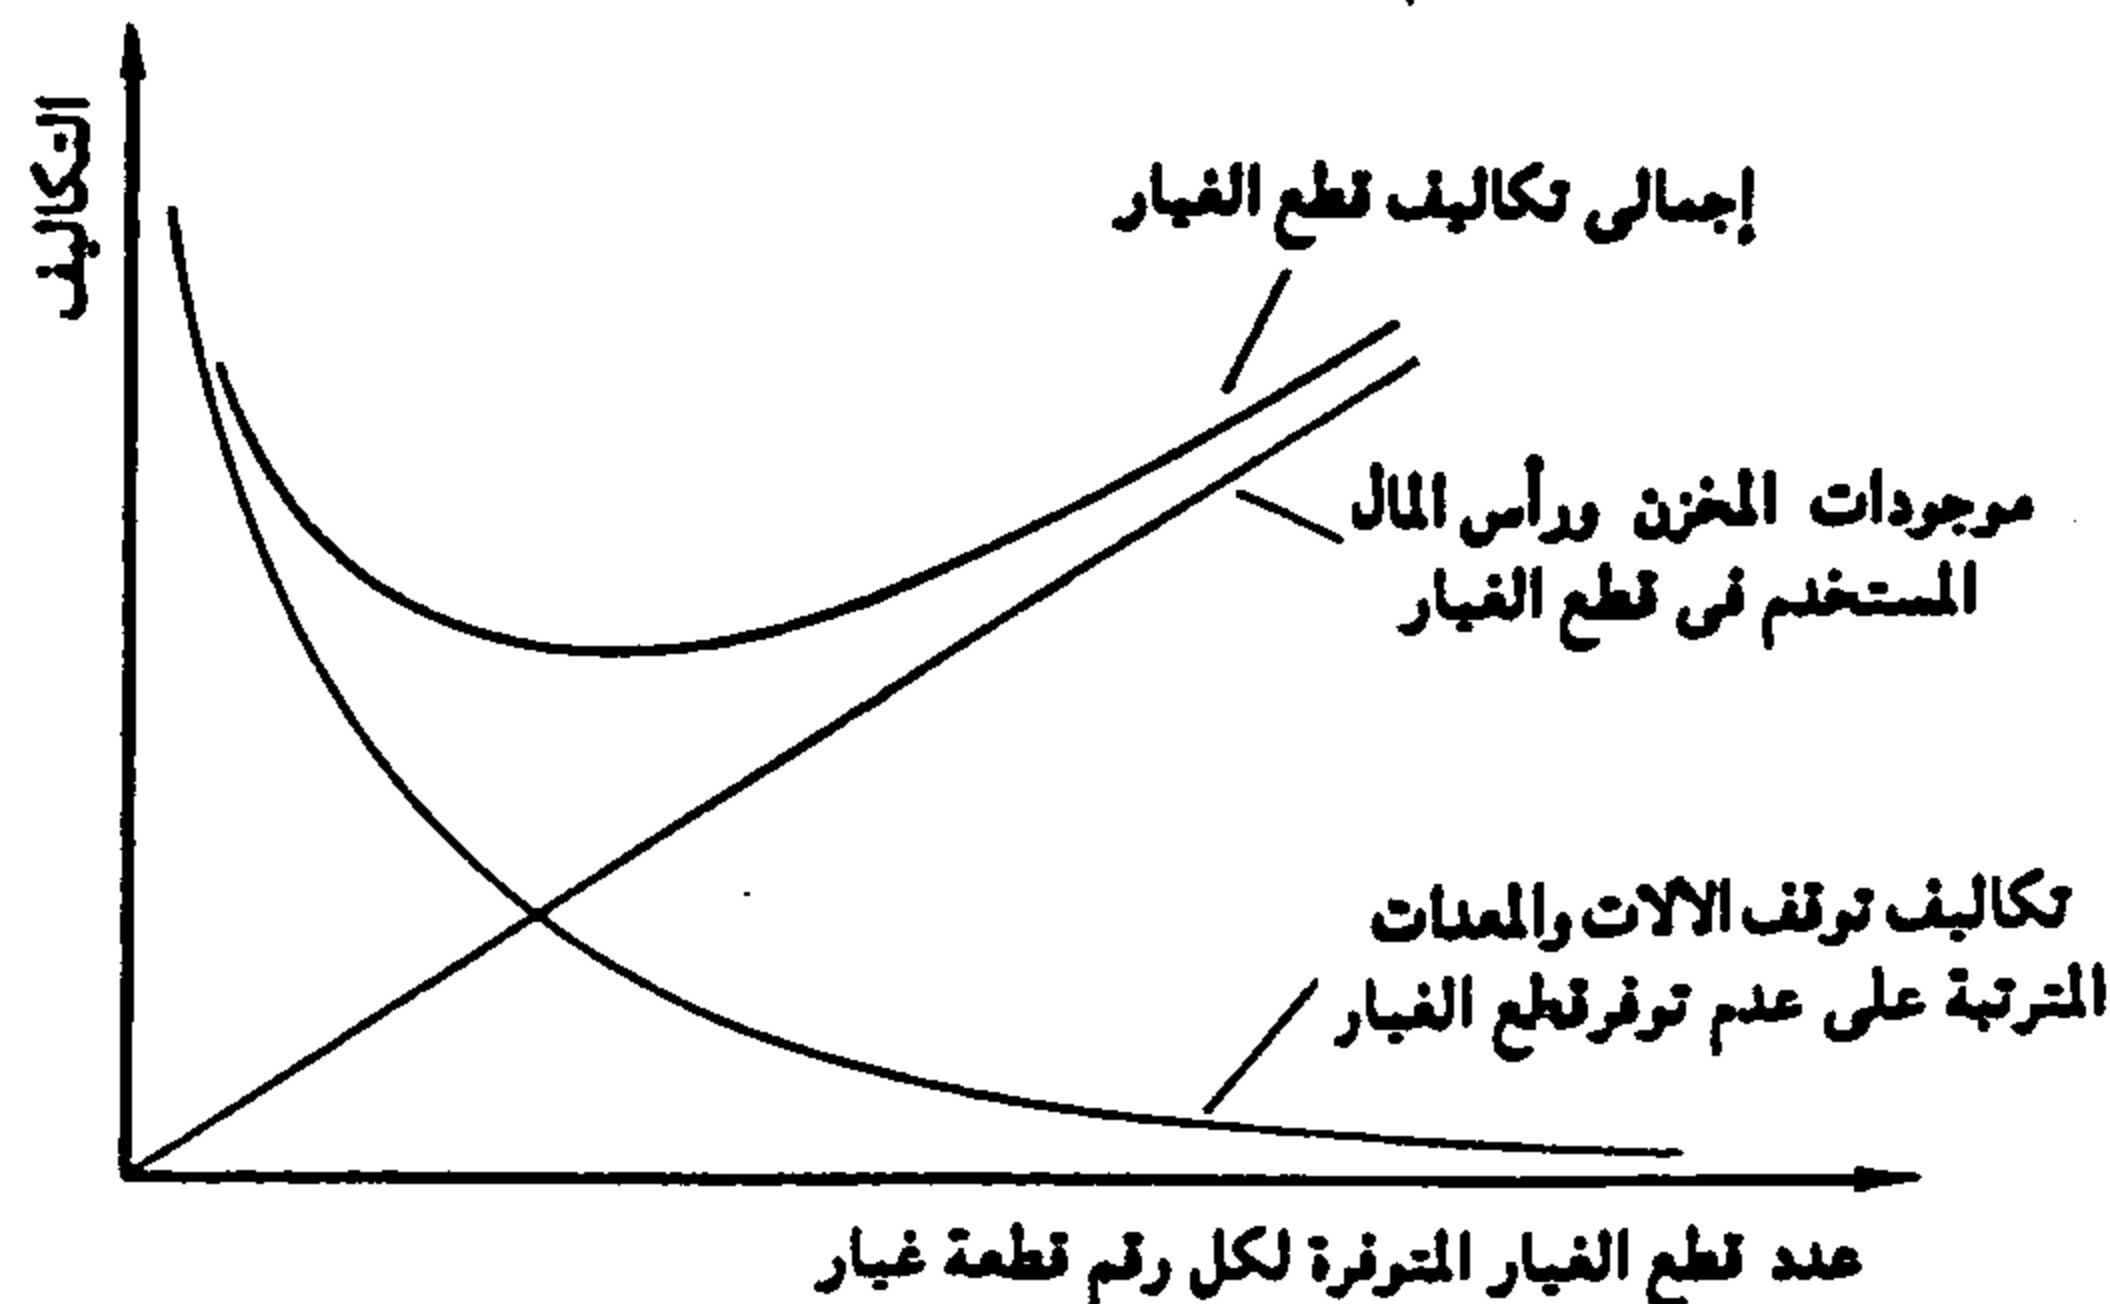 التكاليف
إجمالى تكاليف قطع الغيار
موجودات المخزن ورأس المال
المستخدم فى قطع الغيار
تكاليف توقف الآلات والمعدات
المترتبة على عدم توفر قطع الغيار
عدد قطع الغيار المتوفرة لكل رقم قطعة غيار